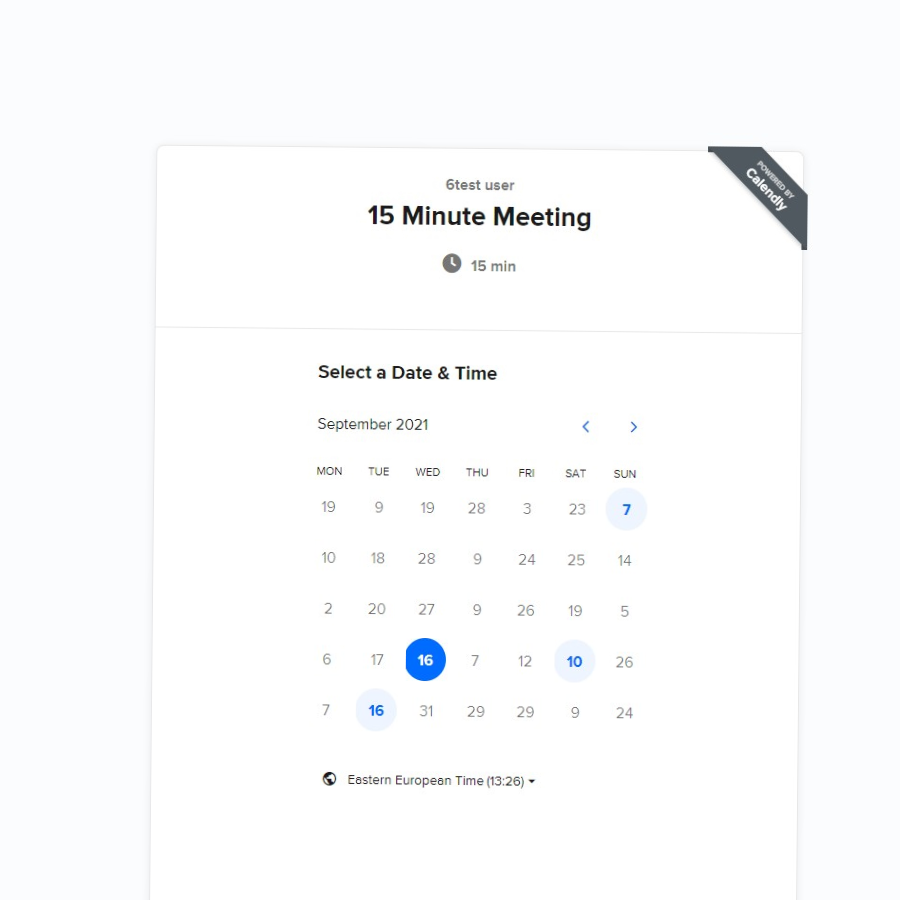 POWERED BY
Calendly
6test user
15 Minute Meeting
15 min
Select a Date & Time
September 2021
MON TUE WED THU FRI SAT SUN
19 9 19 28 3 23 7
10 18 28 9 24 25 14
2 20 27 9 26 19 5
6 17 16 7 12 10 26
7 16 31 29 29 9 24
Eastern European Time (13:26)